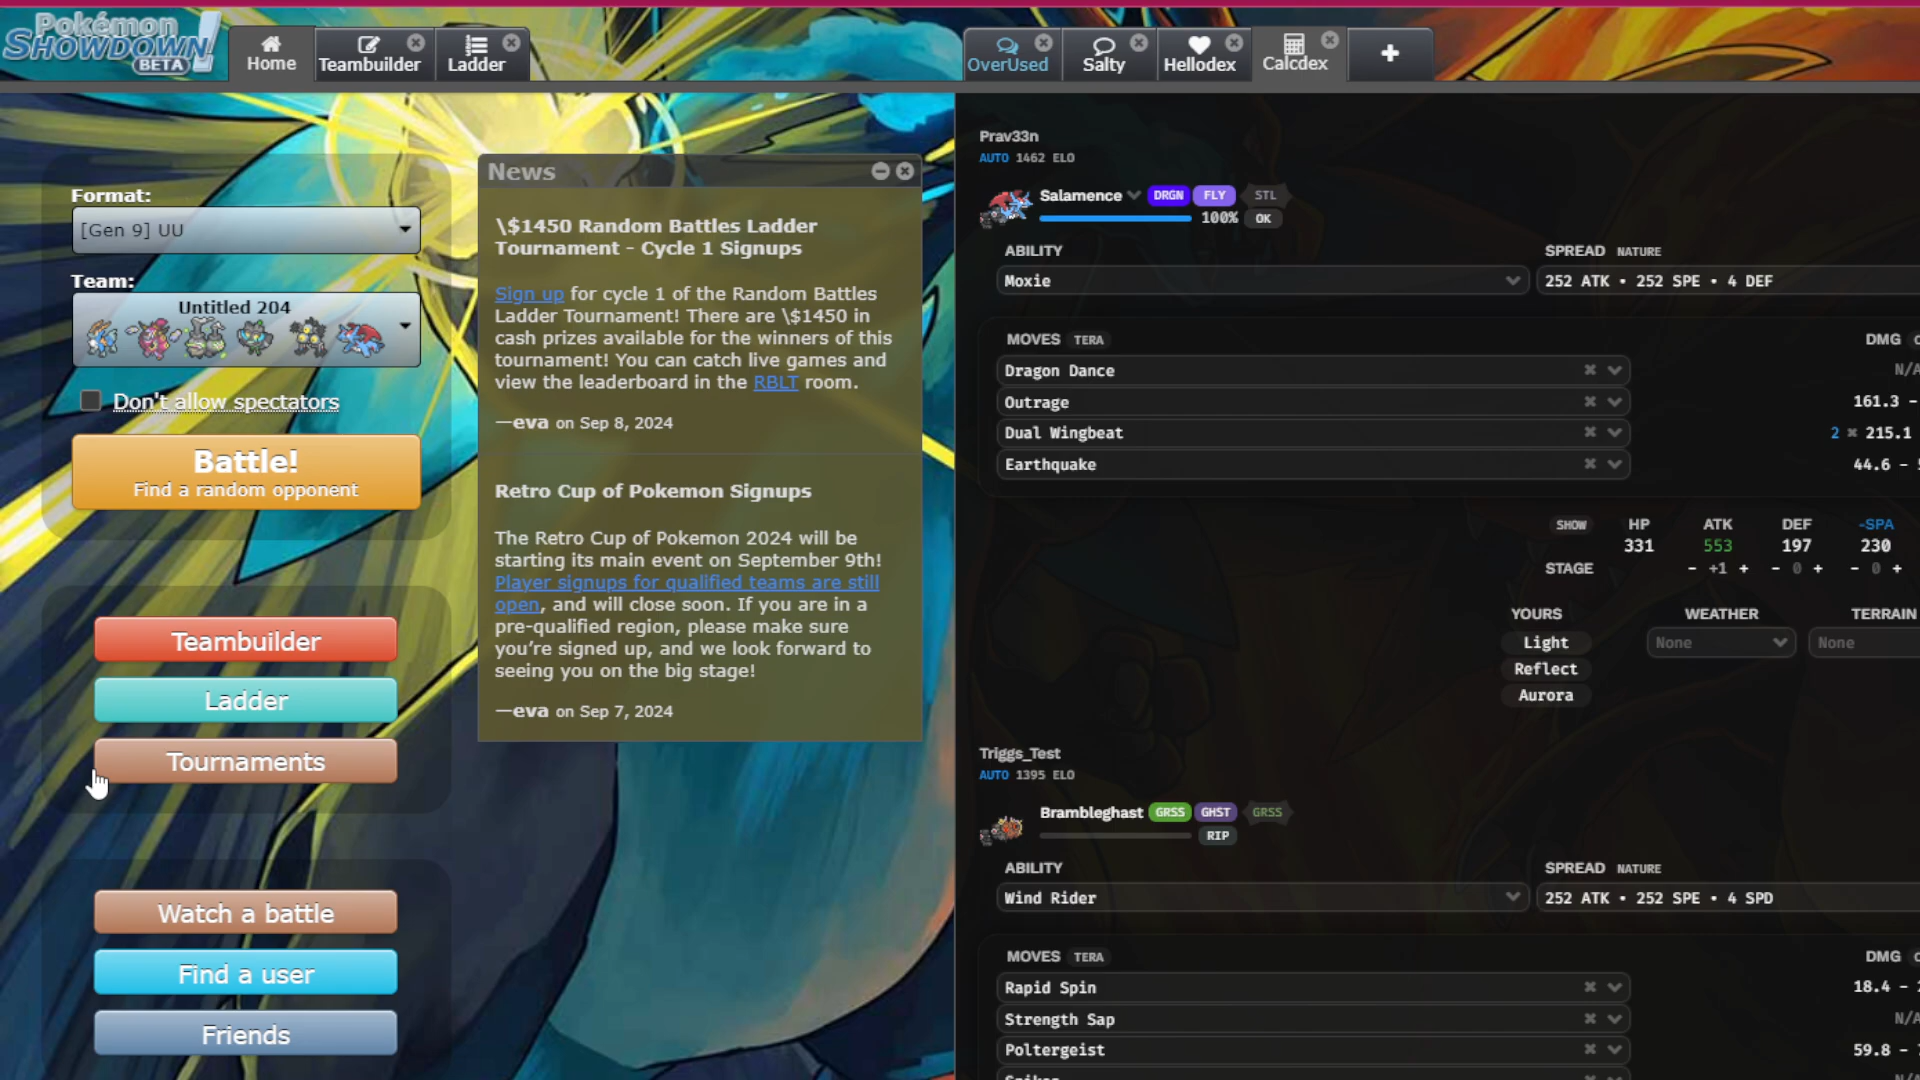 Pokémon
SHOWDOWN!
BETA
Home
Teambuilder
Ladder
OverUsed
Salty
Hellodex
Calcdex
Format:
[Gen 9] UU
Team:
Untitled 204
Don't allow spectators
Battle!
Find a random opponent
Teambuilder
Ladder
Tournaments
Watch a battle
Find a user
Friends
News
\$1450 Random Battles Ladder
Tournament - Cycle 1 Signups
Sign up for cycle 1 of the Random Battles
Ladder Tournament! There are \$1450 in
cash prizes available for the winners of this
tournament! You can catch live games and
view the leaderboard in the RBLT room.
—eva on Sep 8, 2024
Retro Cup of Pokemon Signups
The Retro Cup of Pokemon 2024 will be
starting its main event on September 9th!
Player signups for qualified teams are still
open, and will close soon. If you are in a
pre-qualified region, please make sure
you’re signed up, and we look forward to
seeing you on the big stage!
—eva on Sep 7, 2024
Prav33n
AUTO 1462 ELO
Salamence DRGN FLY STL
100% OK
ABILITY SPREAD NATURE
Moxie 252 ATK • 252 SPE • 4 DEF
MOVES TERA DMG
Dragon Dance N/A
Outrage 161.3 -
Dual Wingbeat 2 × 215.1
Earthquake 44.6 -
SHOW HP ATK DEF -SPA
331 553 197 230
STAGE - +1 + - 0 + - 0 +
YOURS WEATHER TERRAIN
Light None None
Reflect
Aurora
Triggs_Test
AUTO 1395 ELO
Brambleghast GRSS GHST GRSS
RIP
ABILITY SPREAD NATURE
Wind Rider 252 ATK • 252 SPE • 4 SPD
MOVES TERA DMG
Rapid Spin 18.4 -
Strength Sap N/A
Poltergeist 59.8 -